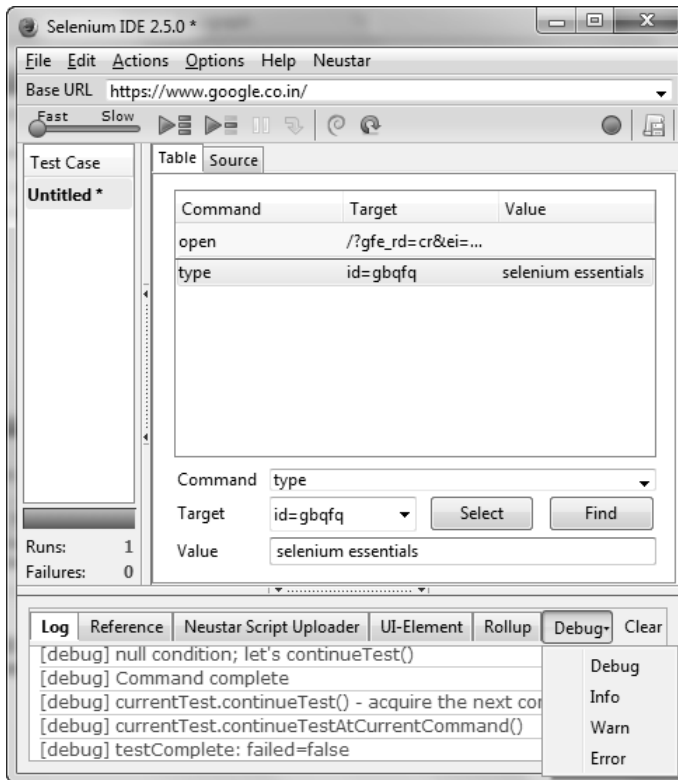 Selenium IDE 2.5.0 *
File Edit Actions Options Help Neustar
Base URL https://www.google.co.in/
Fast Slow
Test Case
Untitled *
Table Source
Command Target Value
open /?gfe_rd=cr&ei=...
type id=gbqfq selenium essentials
Command type
Target id=gbqfq Select Find
Value selenium essentials
Runs: 1
Failures: 0
Log Reference Neustar Script Uploader UI-Element Rollup Debug Clear
[debug] null condition; let's continueTest()
[debug] Command complete
[debug] currentTest.continueTest() - acquire the next cor
[debug] currentTest.continueTestAtCurrentCommand()
[debug] testComplete: failed=false
Debug
Info
Warn
Error